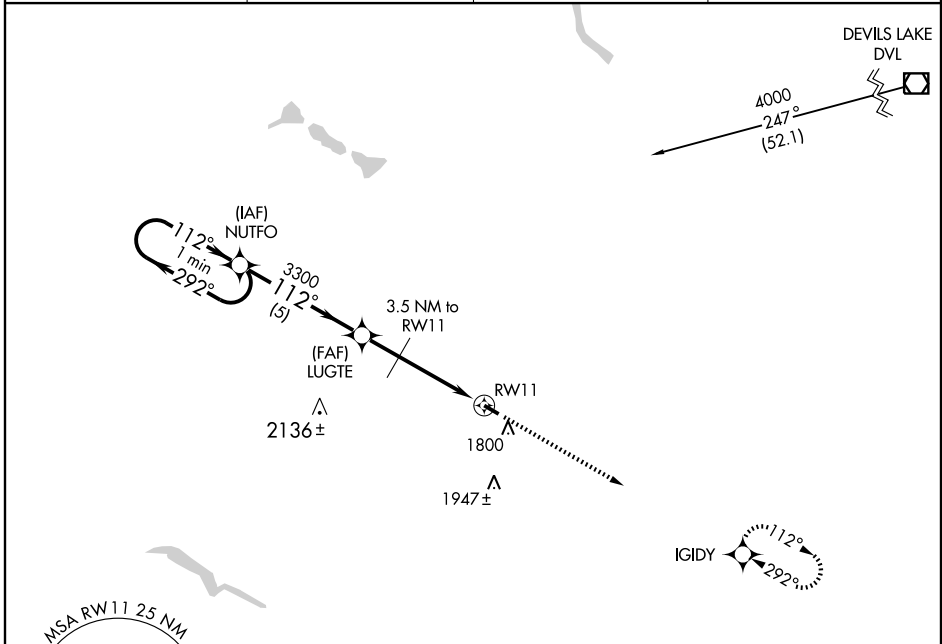 DEVILS LAKE
DVL
4000
247°
(52.1)
(IAF)
NUTFO
112°
1 min
292°
3300
112°
(5)
3.5 NM to
RW11
(FAF)
LUGTE
RW11
2136±
1800
1947±
IGIDY
112°
292°
MSA RW11 25 NM